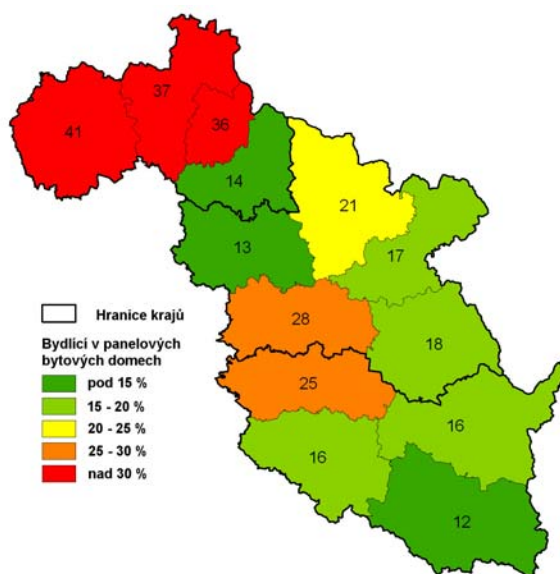 37
41
36
14
21
13
17
28
18
25
16
16
12
Hranice krajů
Bydlící v panelových
bytových domech
pod 15 %
15 - 20 %
20 - 25 %
25 - 30 %
nad 30 %